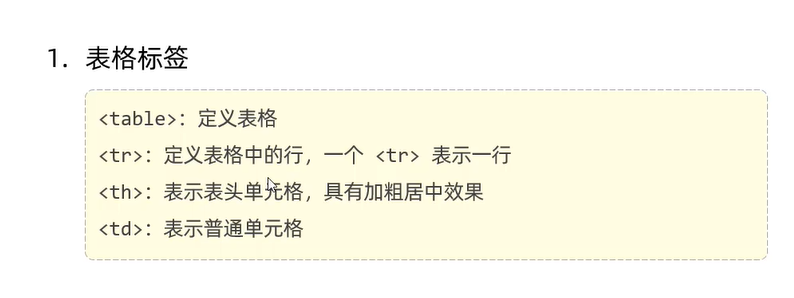 1. 表格标签
<table>：定义表格
<tr>：定义表格中的行，一个 <tr> 表示一行
<th>：表示表头单元格，具有加粗居中效果
<td>：表示普通单元格